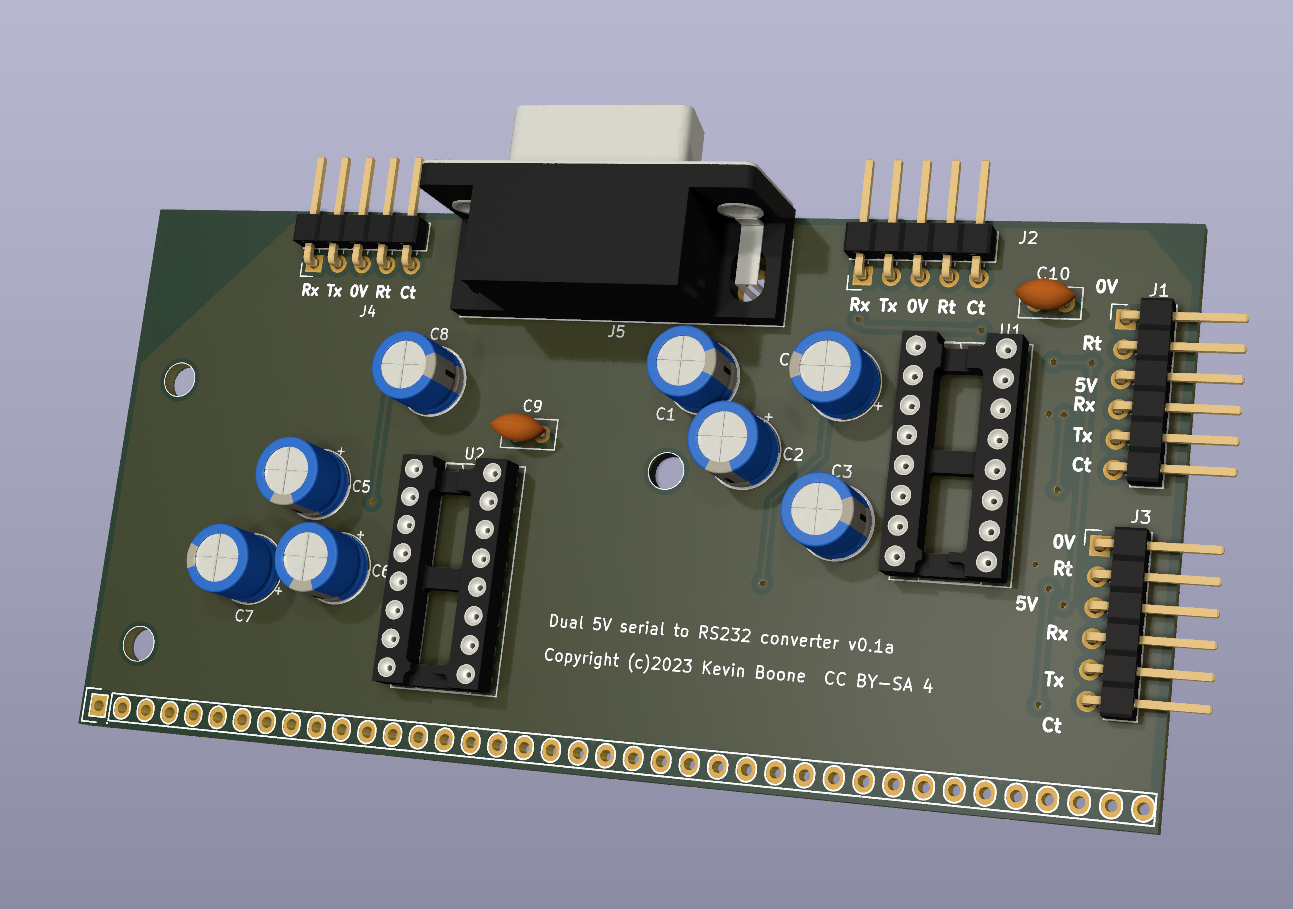 J2
C10
0V
J1
Rx Tx 0V Rt Ct
J4
Rx Tx 0V Rt Ct
J5
U1
Rt
C8
C
5V
Rx
C9
C1
+
+
Tx
U2
C2
+
C5
C3
Ct
J3
+
C6
0V
Rt
+
C7
5V
Dual 5V serial to RS232 converter v0.1a
Rx
Copyright (c)2023 Kevin Boone CC BY-SA 4
Tx
Ct